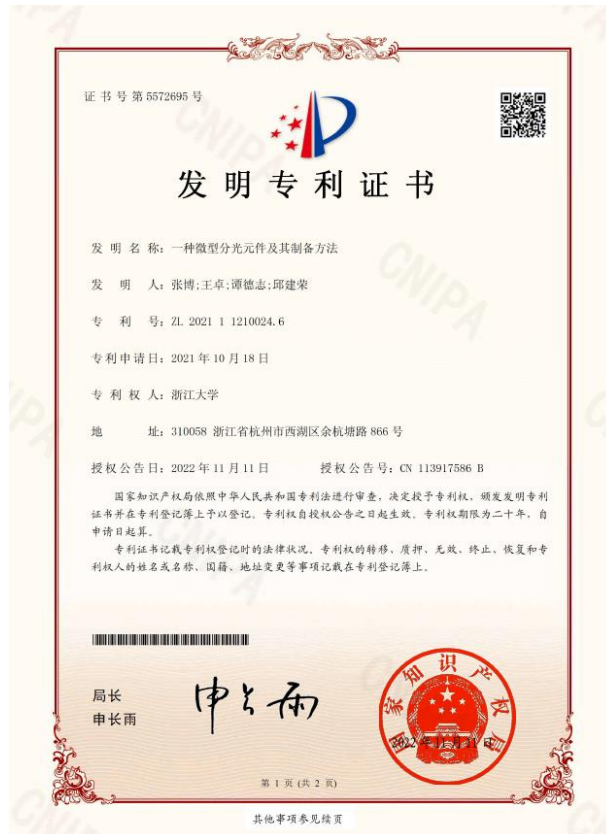 证书号第5572695号
发明专利证书
发明名称：一种微型分光元件及其制备方法
发明人：张博;王卓;谭德志;邱建荣
专利号：ZL 2021 1 1210024.6
专利申请日：2021年10月18日
专利权人：浙江大学
地址：310058 浙江省杭州市西湖区余杭塘路866号
授权公告日：2022年11月11日 授权公告号：CN 113917586 B
国家知识产权局依照中华人民共和国专利法进行审查，决定授予专利权，颁发发明专利
证书并在专利登记簿上予以登记。专利权自授权公告之日起生效。专利权期限为二十年，自
申请日起算。
专利证书记载专利权登记时的法律状况。专利权的转移、质押、无效、终止、恢复和专
利权人的姓名或名称、国籍、地址变更等事项记载在专利登记簿上。
局长
申长雨
申长雨
国家知识产权局
2022年11月11日
第 1 页 (共 2 页)
其他事项参见续页
CNIPA
CNIPA